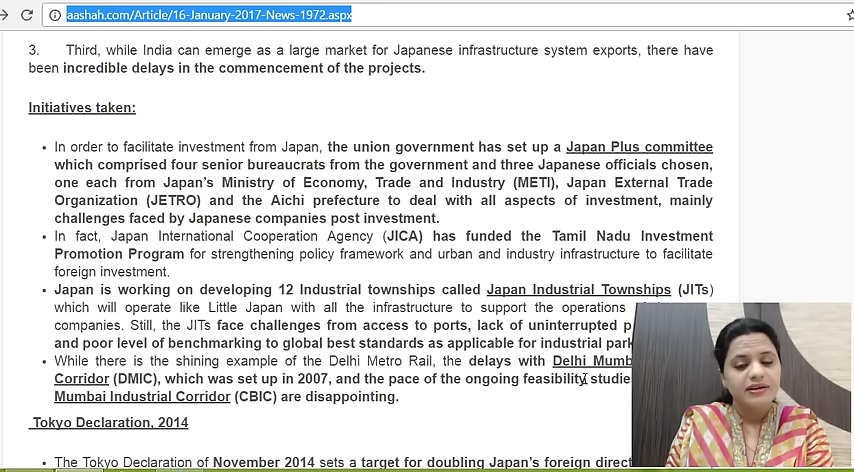 aashah.com/Article/16-January-2017-News-1972.aspx
3. Third, while India can emerge as a large market for Japanese infrastructure system exports, there have
been incredible delays in the commencement of the projects.
Initiatives taken:
• In order to facilitate investment from Japan, the union government has set up a Japan Plus committee
which comprised four senior bureaucrats from the government and three Japanese officials chosen,
one each from Japan's Ministry of Economy, Trade and Industry (METI), Japan External Trade
Organization (JETRO) and the Aichi prefecture to deal with all aspects of investment, mainly
challenges faced by Japanese companies post investment.
• In fact, Japan International Cooperation Agency (JICA) has funded the Tamil Nadu Investment
Promotion Program for strengthening policy framework and urban and industry infrastructure to facilitate
foreign investment.
• Japan is working on developing 12 Industrial townships called Japan Industrial Townships (JITs)
which will operate like Little Japan with all the infrastructure to support the operations
companies. Still, the JITs face challenges from access to ports, lack of uninterrupted
and poor level of benchmarking to global best standards as applicable for industrial
• While there is the shining example of the Delhi Metro Rail, the delays with Delhi
Corridor (DMIC), which was set up in 2007, and the pace of the ongoing feasibility
Mumbai Industrial Corridor (CBIC) are disappointing.
Tokyo Declaration, 2014
• The Tokyo Declaration of November 2014 sets a target for doubling Japan's foreign direct